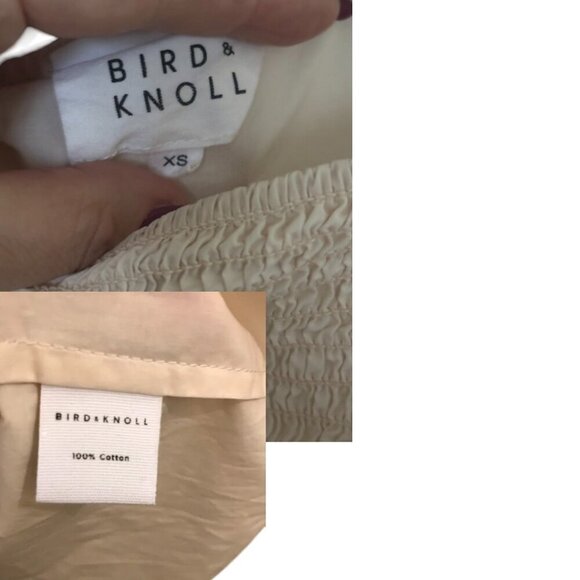 BIRD &
KNOLL
XS
BIRD & KNOLL
100% Cotton